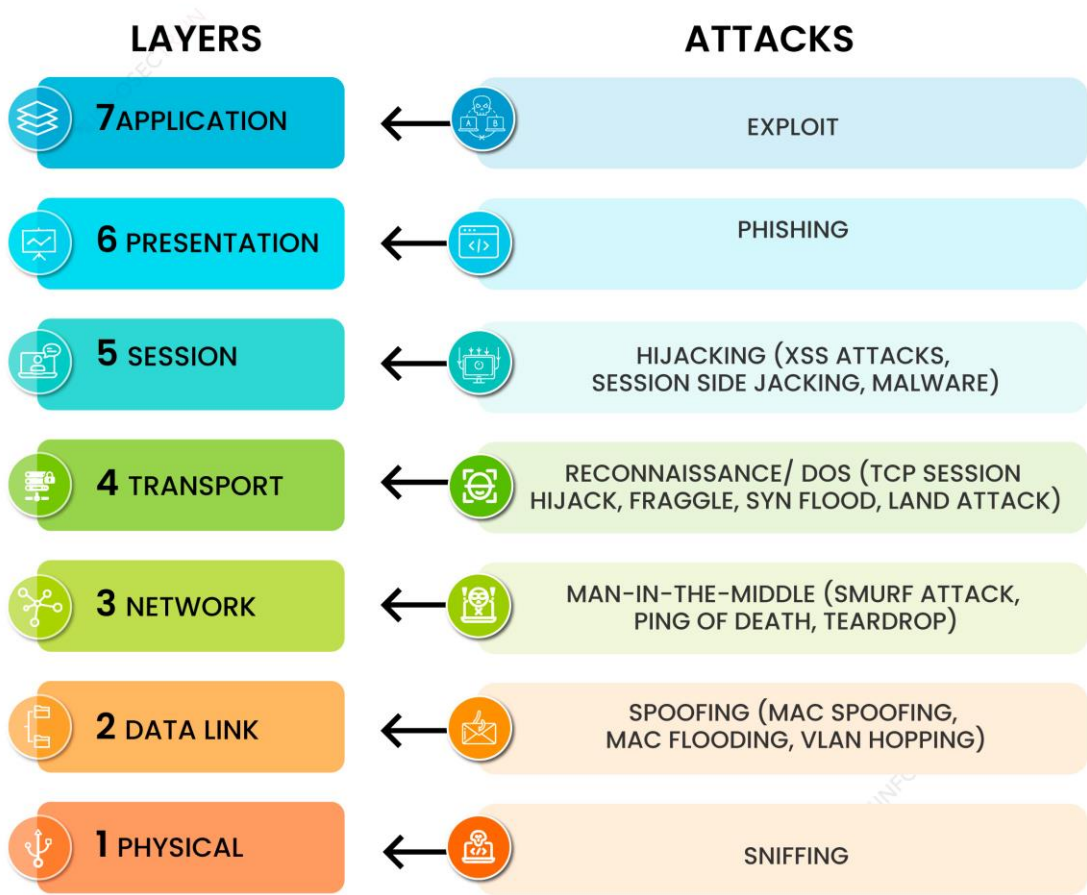 LAYERS
ATTACKS
7 APPLICATION
A B
EXPLOIT
6 PRESENTATION
</>
PHISHING
5 SESSION
HIJACKING (XSS ATTACKS,
SESSION SIDE JACKING, MALWARE)
4 TRANSPORT
RECONNAISSANCE/ DOS (TCP SESSION
HIJACK, FRAGGLE, SYN FLOOD, LAND ATTACK)
3 NETWORK
MAN-IN-THE-MIDDLE (SMURF ATTACK,
PING OF DEATH, TEARDROP)
2 DATA LINK
SPOOFING (MAC SPOOFING,
MAC FLOODING, VLAN HOPPING)
1 PHYSICAL
</>
SNIFFING